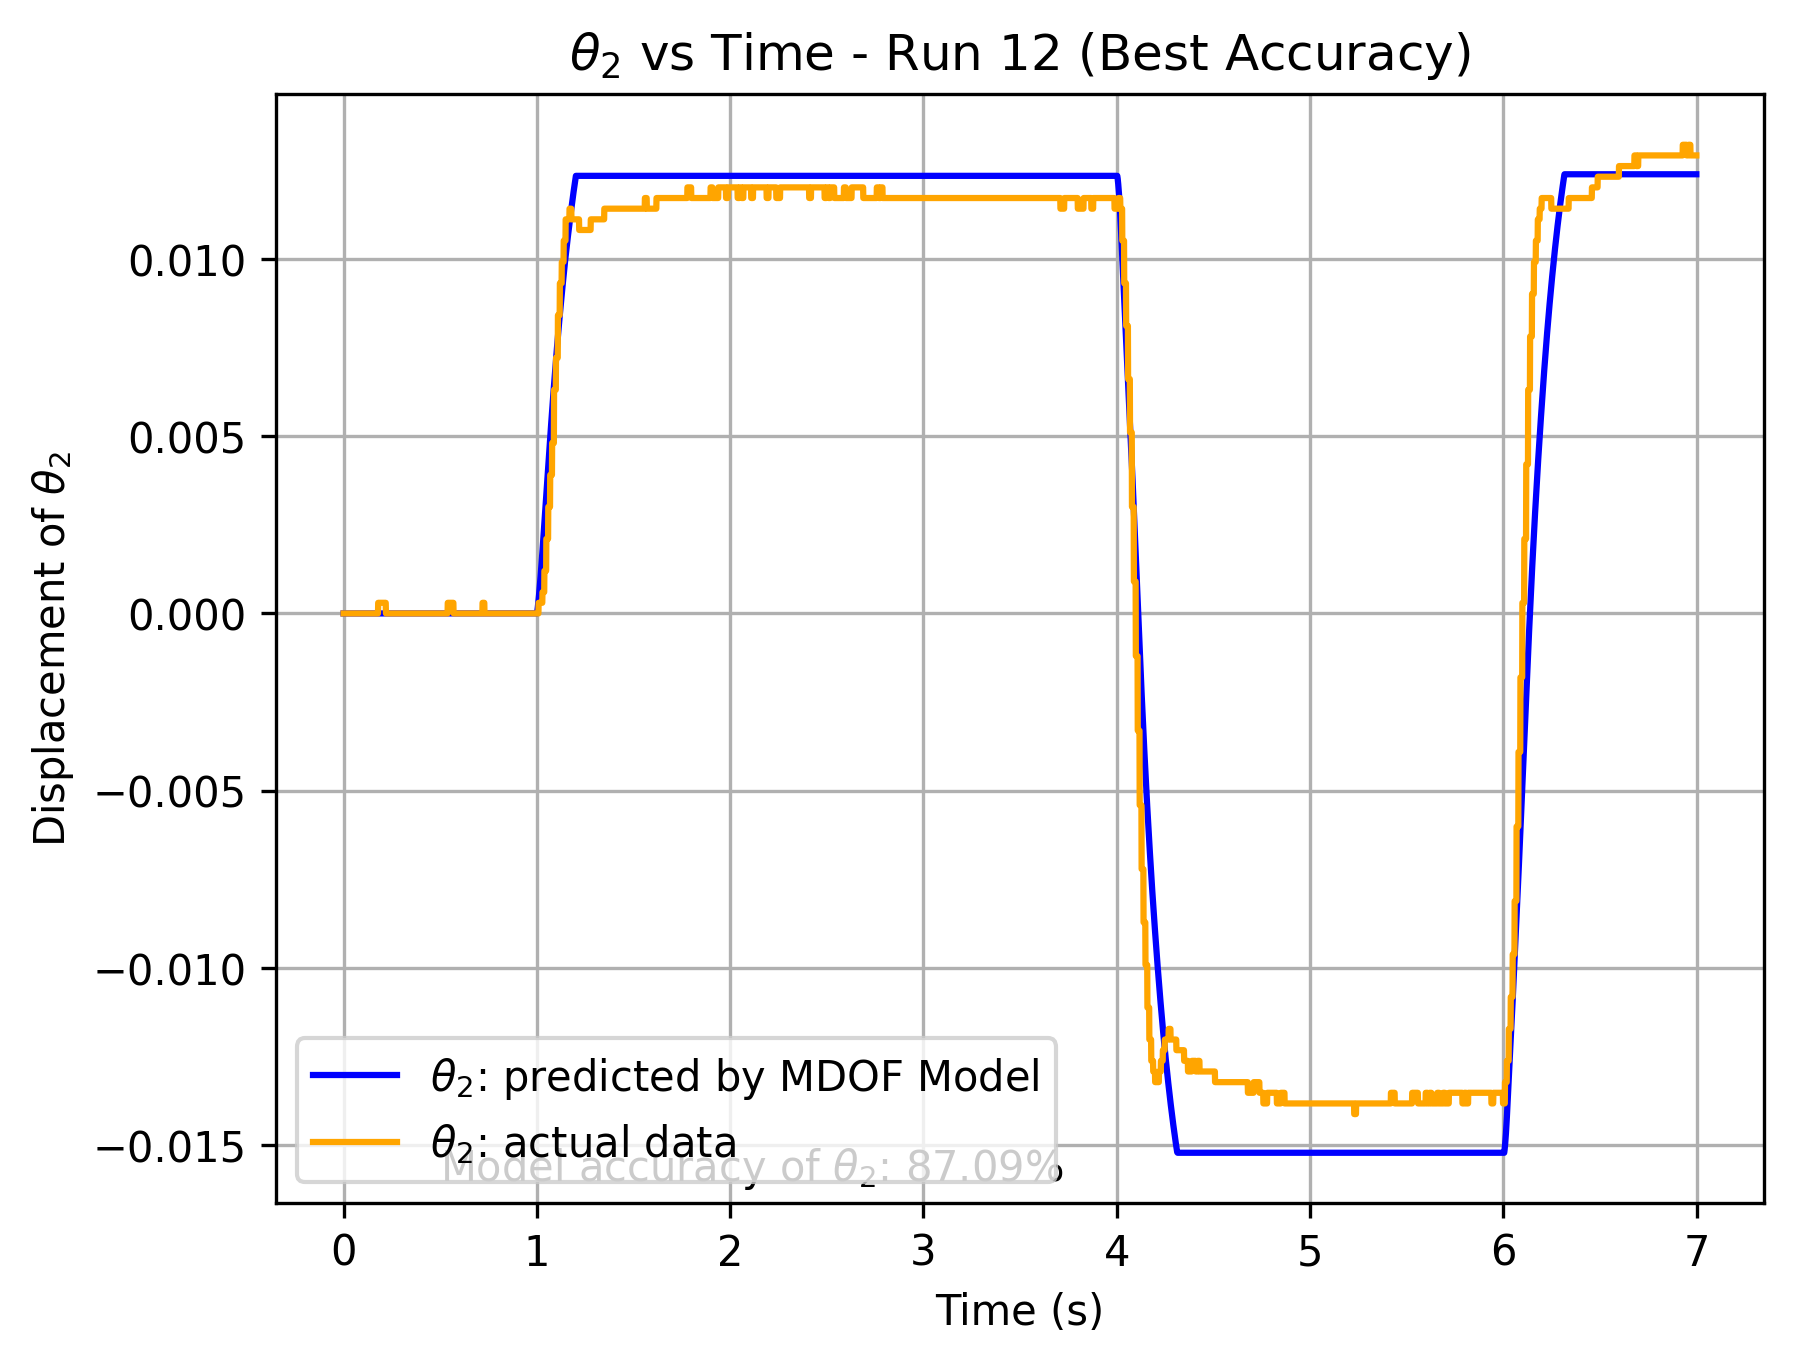 θ₂ vs Time - Run 12 (Best Accuracy)
Displacement of θ₂
0.010
0.005
0.000
−0.005
−0.010
−0.015
θ₂: predicted by MDOF Model
θ₂: actual data
Model accuracy of θ₂: 87.09%
0 1 2 3 4 5 6 7
Time (s)